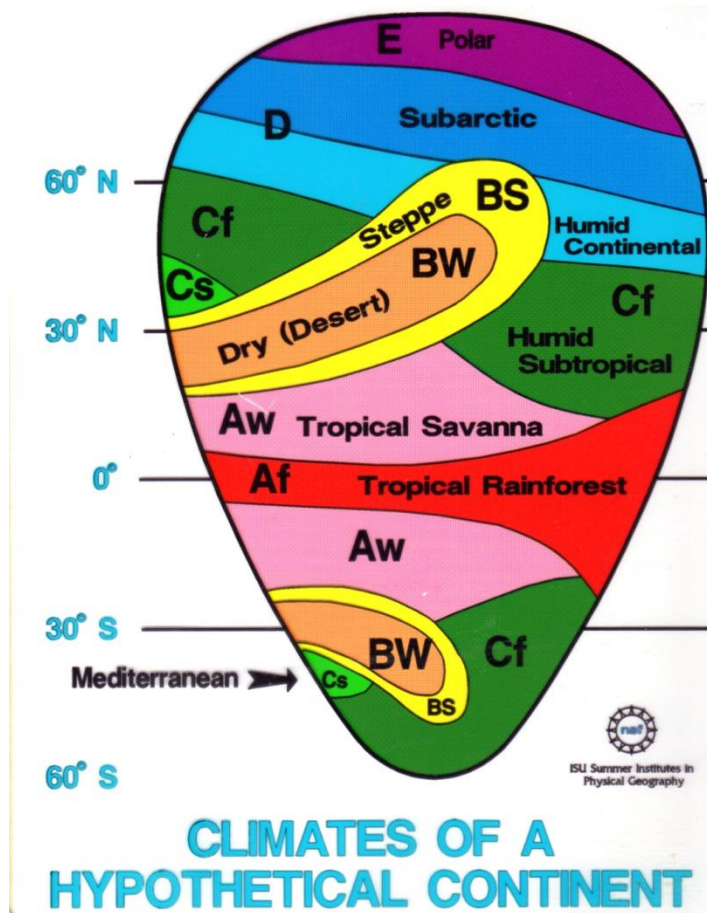 E Polar
D Subarctic
60° N
Cf
Steppe
BS
Humid
Continental
Cs
BW
Dry (Desert)
Cf
Humid
Subtropical
30° N
Aw Tropical Savanna
0°
Af Tropical Rainforest
Aw
30° S
BW
Cf
Mediterranean
Cs
BS
nsf
ISU Summer Institutes in
Physical Geography
60° S
CLIMATES OF A
HYPOTHETICAL CONTINENT